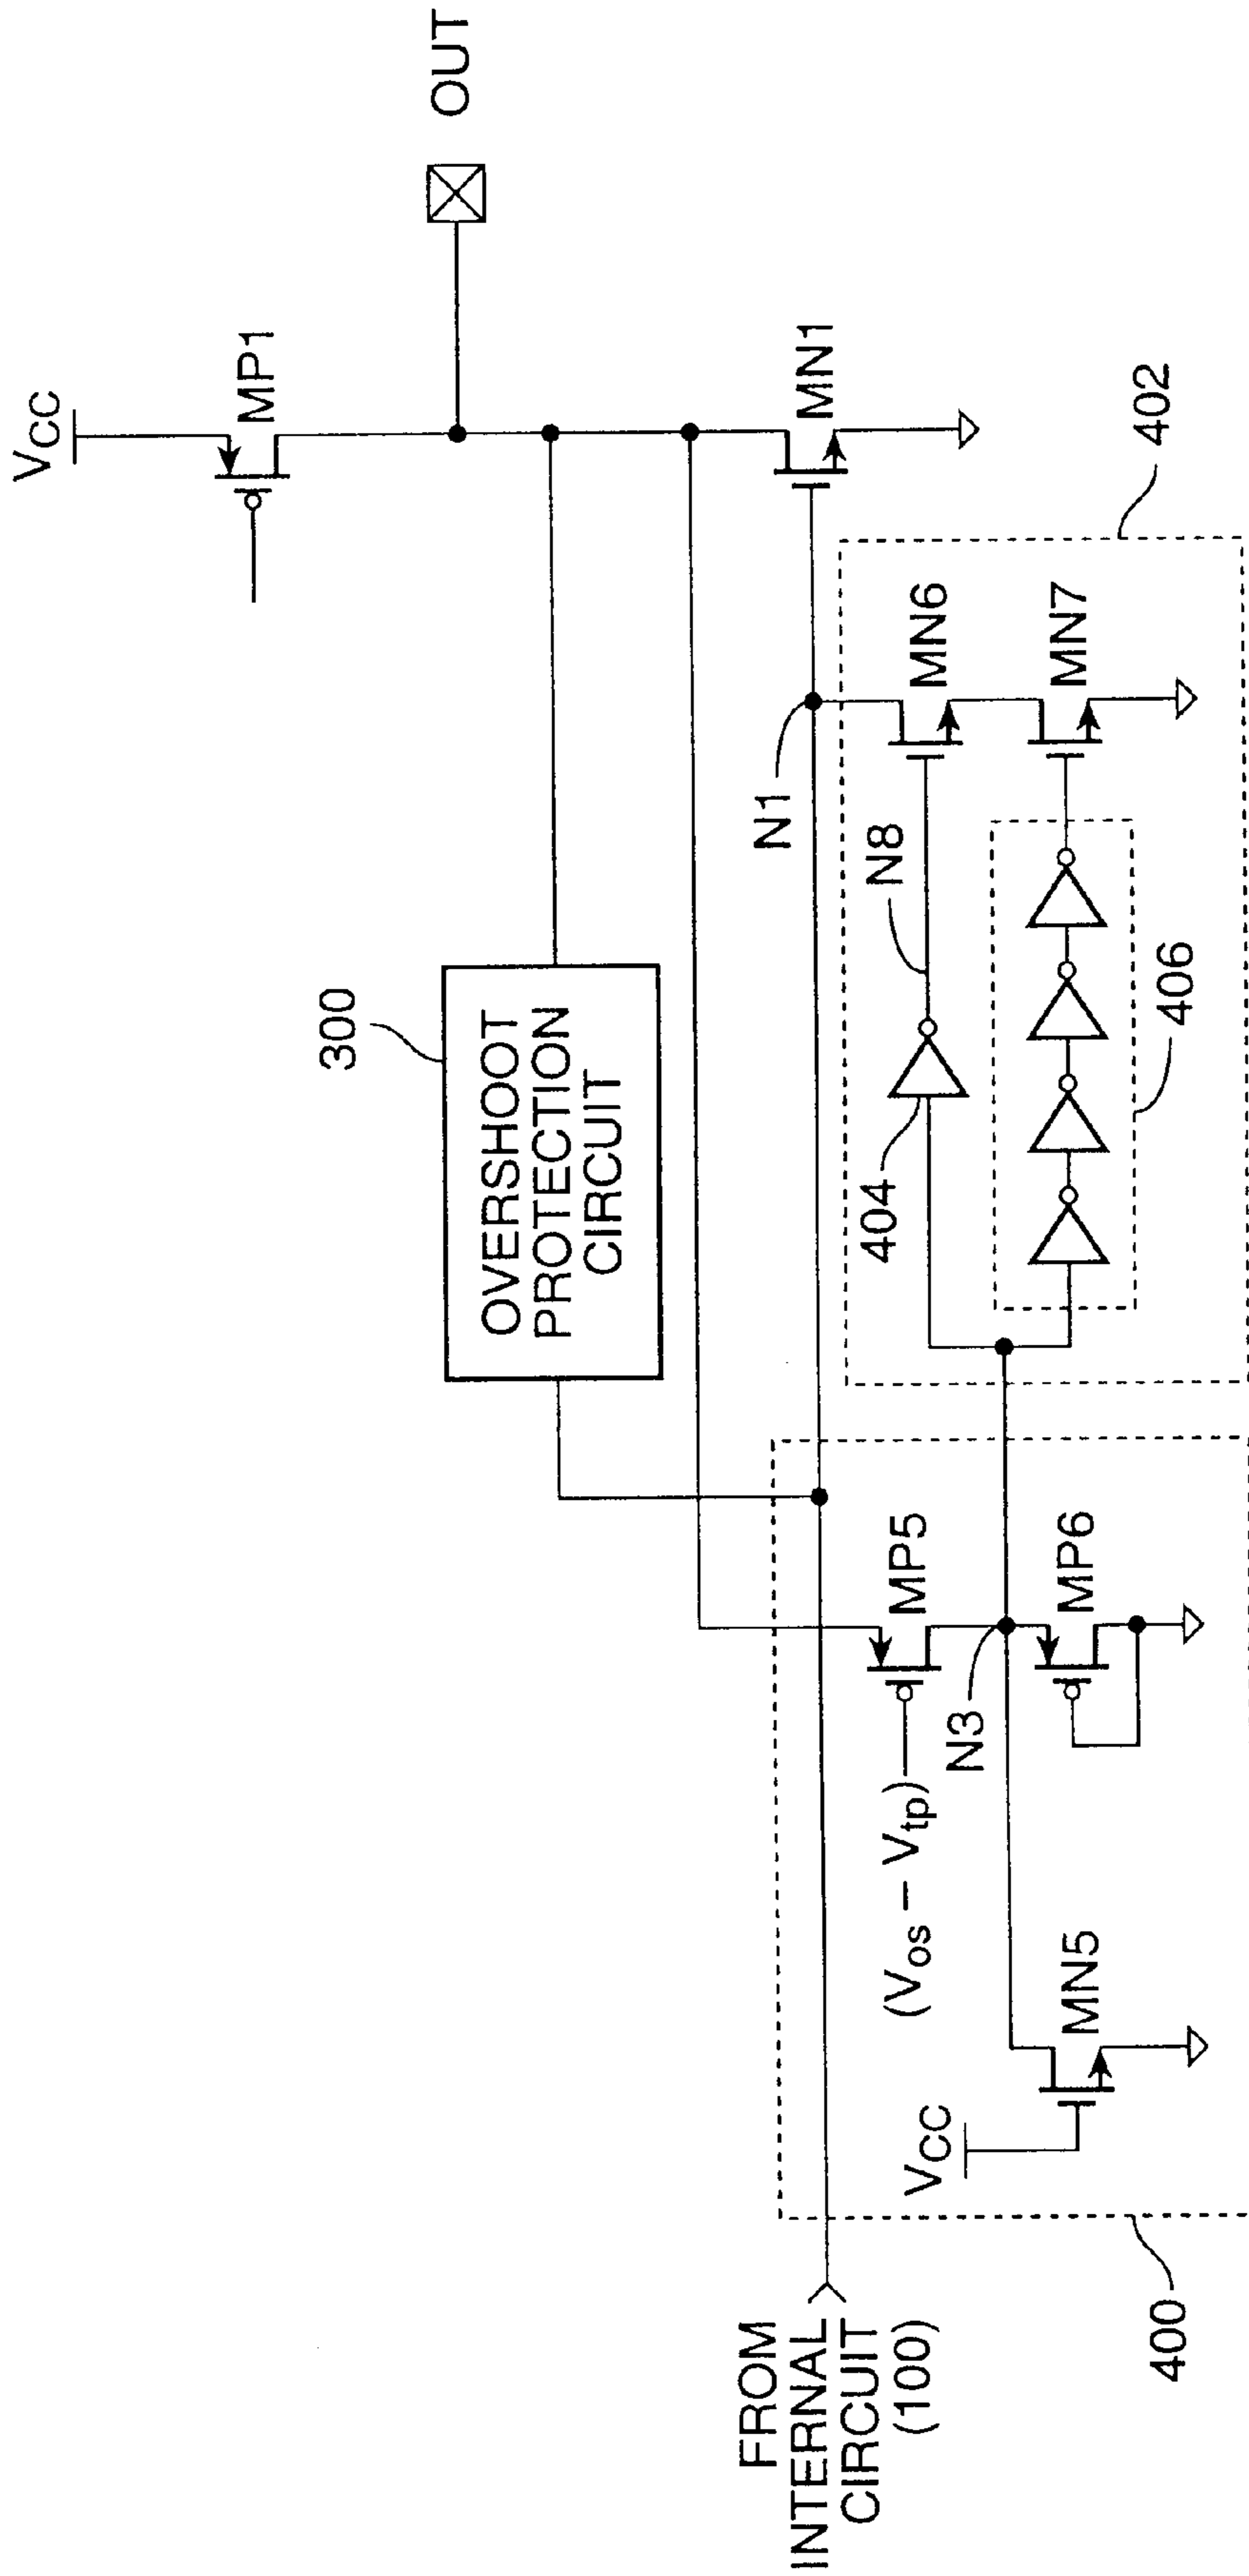 VCC
MP1
OUT
300
OVERSHOOT
PROTECTION
CIRCUIT
FROM
INTERNAL
CIRCUIT
(100)
N1
MN1
MP5
(Vos – Vtp)
N3
MP6
VCC
MN5
400
404
N8
MN6
MN7
406
402